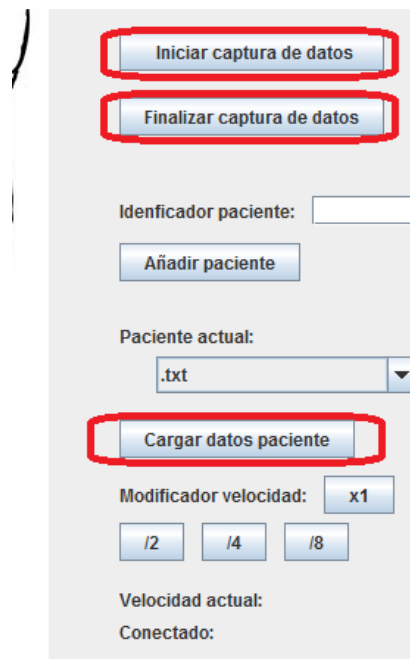 Iniciar captura de datos
Finalizar captura de datos
Idenficador paciente:
Añadir paciente
Paciente actual:
.txt
Cargar datos paciente
Modificador velocidad: x1
/2 /4 /8
Velocidad actual:
Conectado: